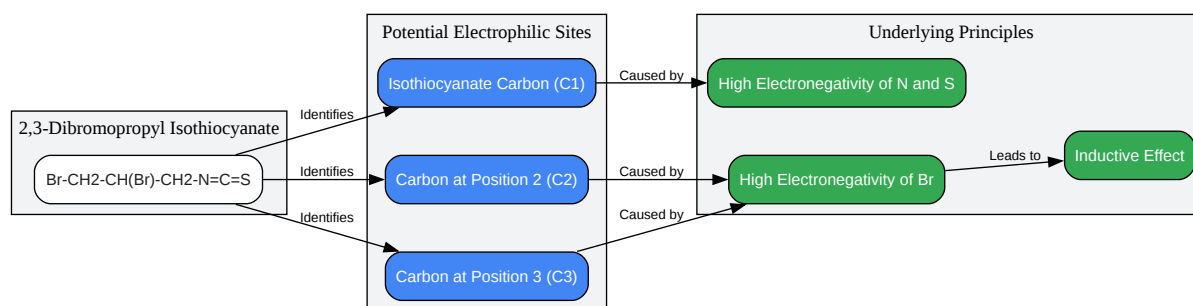 Potential Electrophilic Sites
Underlying Principles
Isothiocyanate Carbon (C1)
Caused by
High Electronegativity of N and S
Identifies
2,3-Dibromopropyl Isothiocyanate
Br-CH2-CH(Br)-CH2-N=C=S
Identifies
Carbon at Position 2 (C2)
Caused by
High Electronegativity of Br
Leads to
Inductive Effect
Identifies
Caused by
Carbon at Position 3 (C3)